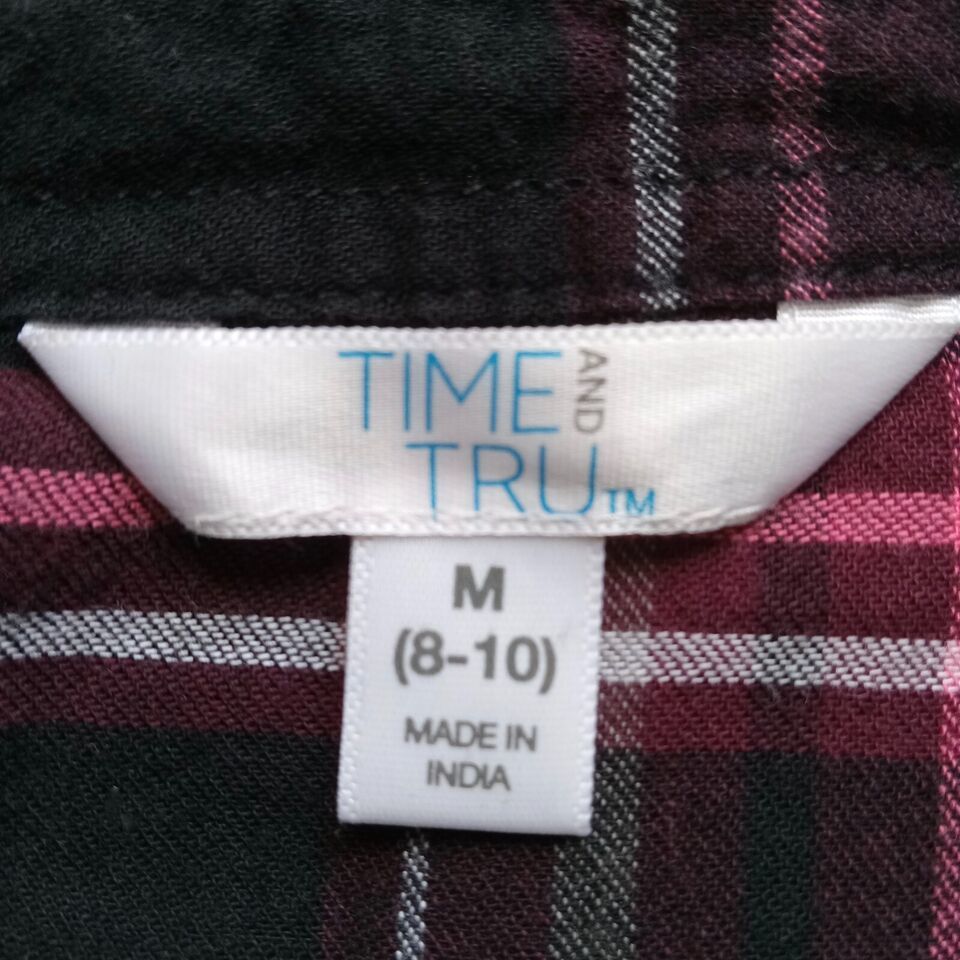 TIME AND
TRU™
M
(8-10)
MADE IN
INDIA